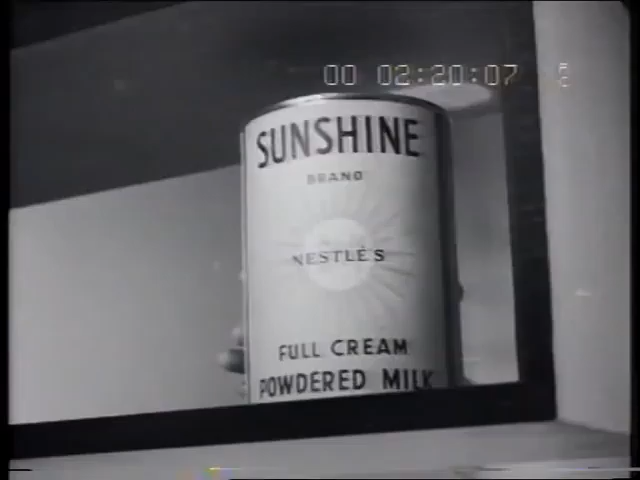 00 02:20:07
SUNSHINE
BRAND
NESTLÉ'S
FULL CREAM
POWDERED MILK